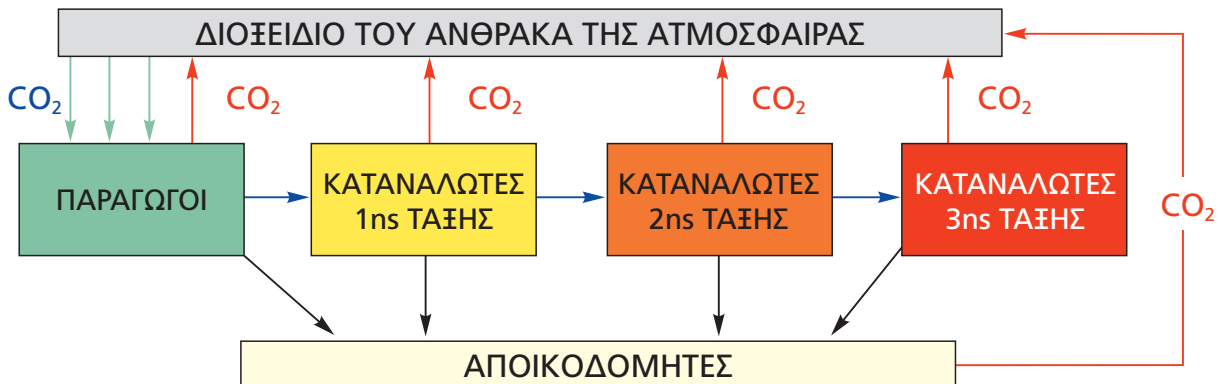 ΔΙΟΞΕΙΔΙΟ ΤΟΥ ΑΝΘΡΑΚΑ ΤΗΣ ΑΤΜΟΣΦΑΙΡΑΣ
CO₂ CO₂ CO₂ CO₂ CO₂
ΠΑΡΑΓΩΓΟΙ
ΚΑΤΑΝΑΛΩΤΕΣ
1ns ΤΑΞΗΣ
ΚΑΤΑΝΑΛΩΤΕΣ
2ns ΤΑΞΗΣ
ΚΑΤΑΝΑΛΩΤΕΣ
3ns ΤΑΞΗΣ
CO₂
ΑΠΟΙΚΟΔΟΜΗΤΕΣ